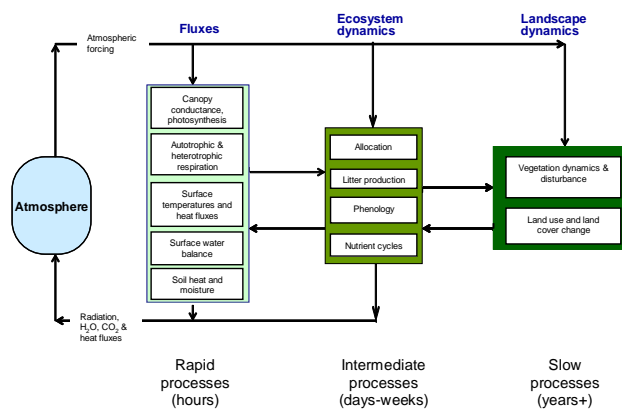 Fluxes
Ecosystem
dynamics
Landscape
dynamics
Atmospheric
forcing
Canopy
conductance,
photosynthesis
Autrotrophic &
heterotrophic
respiration
Surface
temperatures and
heat fluxes
Surface water
balance
Soil heat and
moisture
Allocation
Litter production
Phenology
Nutrient cycles
Vegetation dynamics &
disturbance
Land use and land
cover change
Atmosphere
Radiation,
H2O, CO2 &
heat fluxes
Rapid
processes
(hours)
Intermediate
processes
(days-weeks)
Slow
processes
(years+)